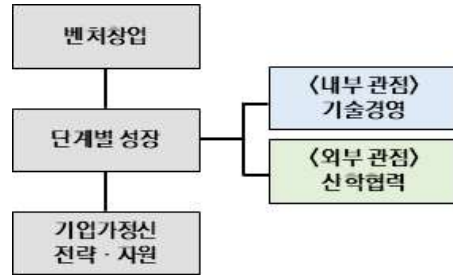 벤처창업
단계별 성장
<내부 관점>
기술경영
<외부 관점>
산학협력
기업가정신
전략 · 자원